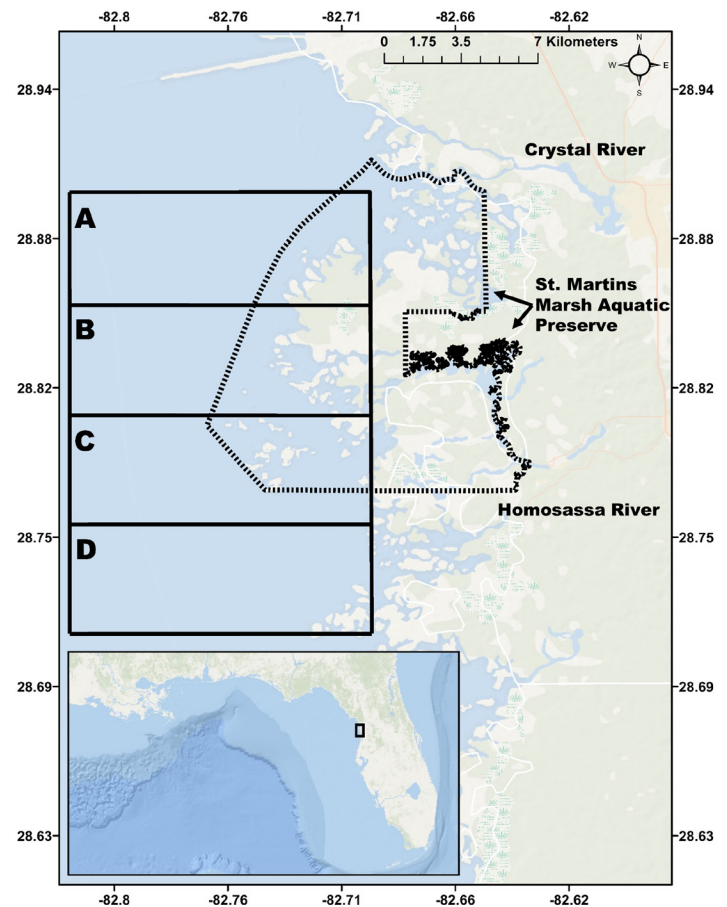 -82.8 -82.76 -82.71 -82.66 -82.62
0 1.75 3.5 7 Kilometers
N
W E
S
28.94 28.94
Crystal River
A
28.88 28.88
St. Martins
Marsh Aquatic
Preserve
B
28.82 28.82
C
Homosassa River
28.75 28.75
D
28.69 28.69
28.63 28.63
-82.8 -82.76 -82.71 -82.66 -82.62